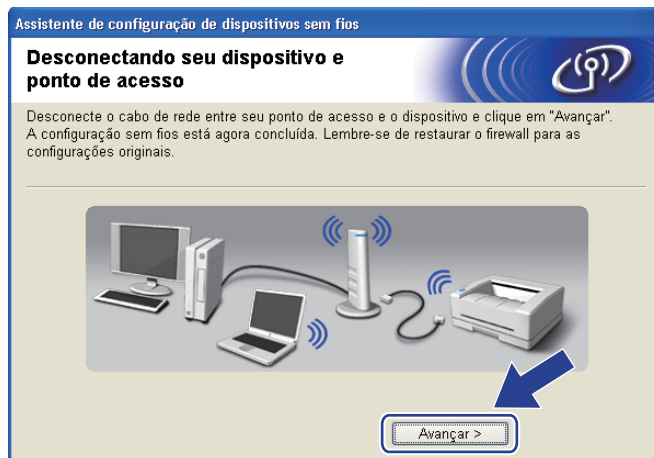 Assistente de configuração de dispositivos sem fios
Desconectando seu dispositivo e
ponto de acesso
Desconecte o cabo de rede entre seu ponto de acesso e o dispositivo e clique em "Avançar".
A configuração sem fios está agora concluída. Lembre-se de restaurar o firewall para as
configurações originais.
Avançar >